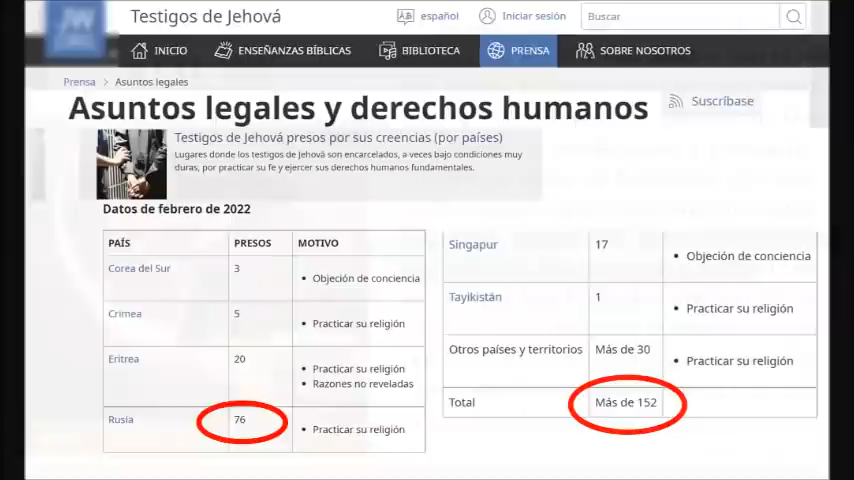 JW
Testigos de Jehová
español
Iniciar sesión
Buscar
INICIO
ENSEÑANZAS BÍBLICAS
BIBLIOTECA
PRENSA
SOBRE NOSOTROS
Prensa > Asuntos legales
Asuntos legales y derechos humanos
Suscríbase
Testigos de Jehová presos por sus creencias (por países)
Lugares donde los testigos de Jehová son encarcelados, a veces bajo condiciones muy
duras, por practicar su fe y ejercer sus derechos humanos fundamentales.
Datos de febrero de 2022
PAÍS PRESOS MOTIVO
Corea del Sur 3
• Objeción de conciencia
Crimea 5
• Practicar su religión
Eritrea 20
• Practicar su religión
• Razones no reveladas
Rusia 76
• Practicar su religión
Singapur 17
• Objeción de conciencia
Tayikistán 1
• Practicar su religión
Otros países y territorios Más de 30
• Practicar su religión
Total Más de 152